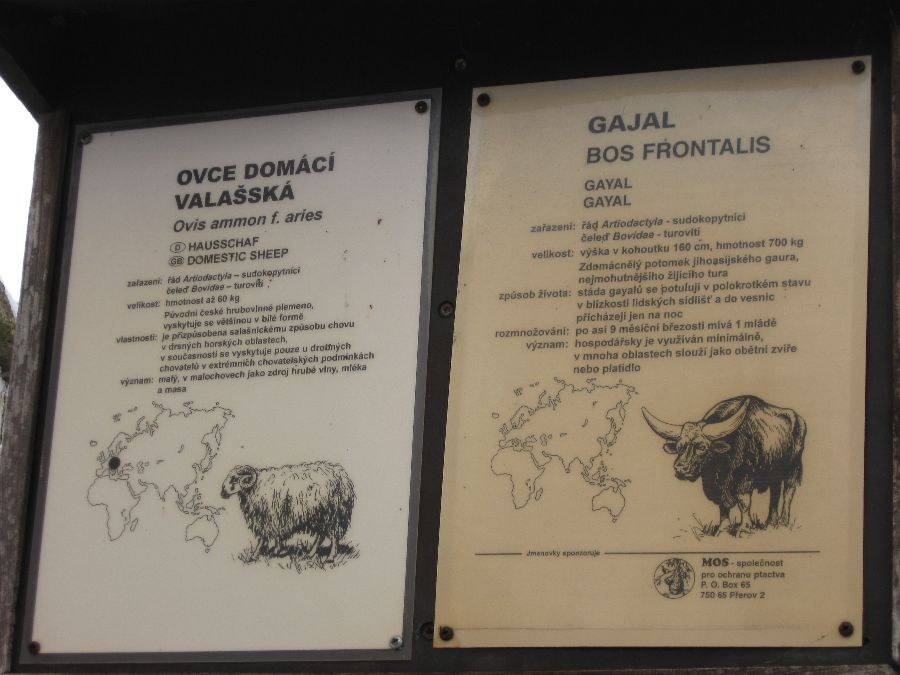 OVCE DOMÁCÍ
VALAŠSKÁ
Ovis ammon f. aries
D HAUSSCHAF
GB DOMESTIC SHEEP
zařazení: řád Artiodactyla – sudokopytníci
čeleď Bovidae – turovití
velikost: hmotnost až 60 kg
Původní české hrubovlnné plemeno,
vyskytuje se většinou v bílé formě
vlastnosti: je přizpůsobena salašnickému způsobu chovu
v drsných horských oblastech,
v současnosti se vyskytuje pouze u drobných
chovatelů v extrémních chovatelských podmínkách
význam: malý, v malochovech jako zdroj hrubé vlny, mléka
a masa
GAJAL
BOS FRONTALIS
GAYAL
GAYAL
zařazení: řád Artiodactyla - sudokopytníci
čeleď Bovidae - turovití
velikost: výška v kohoutku 160 cm, hmotnost 700 kg
Zdomácnělý potomek jihoasijského gaura,
nejmohutnějšího žijícího tura
způsob života: stáda gayalů se potulují v polokrotkém stavu
v blízkosti lidských sídlišť a do vesnic
přicházejí jen na noc
rozmnožování: po asi 9 měsíční březosti mívá 1 mládě
význam: hospodářsky je využíván minimálně,
v mnoha oblastech slouží jako obětní zvíře
nebo platidlo
Jmenovky sponzoruje
MOS - společnost
pro ochranu ptactva
P. O. Box 65
750 65 Přerov 2